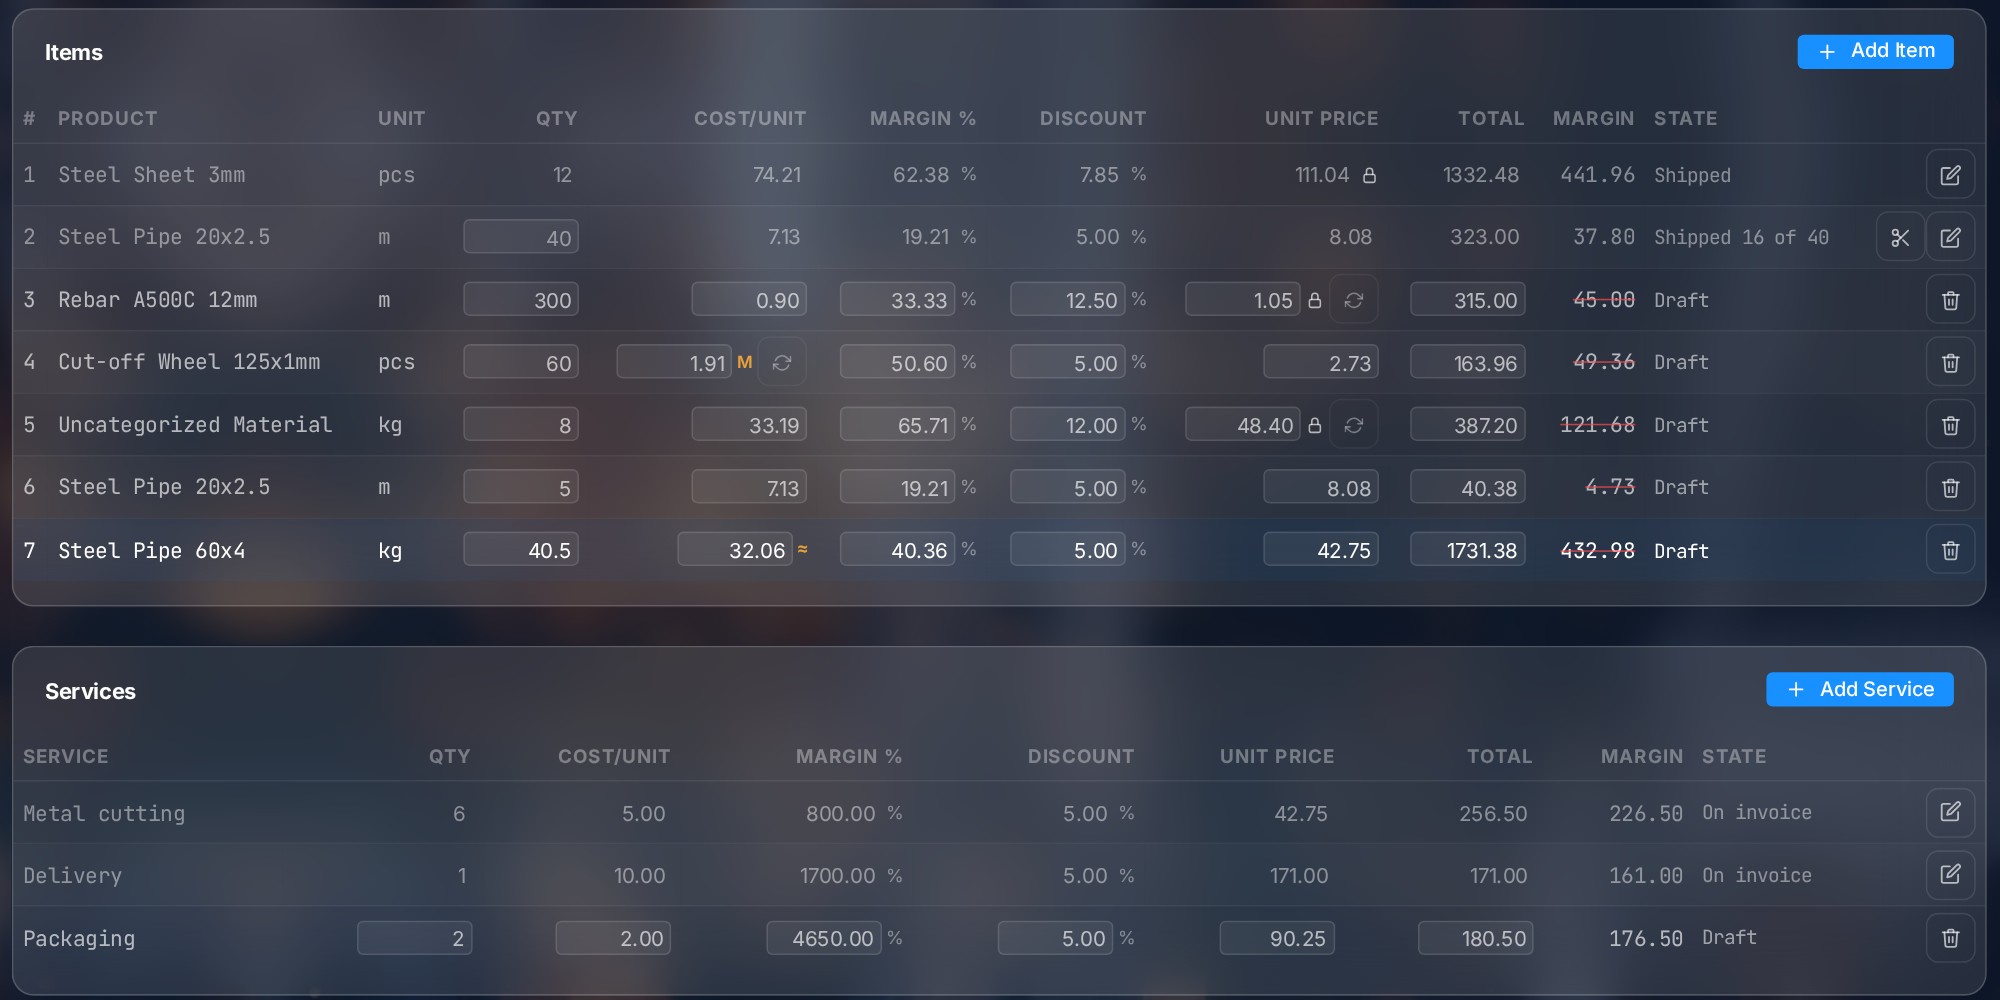 Items
+ Add Item
# PRODUCT UNIT QTY COST/UNIT MARGIN % DISCOUNT UNIT PRICE TOTAL MARGIN STATE
1 Steel Sheet 3mm pcs 12 74.21 62.38 % 7.85 % 111.04 1332.48 441.96 Shipped
2 Steel Pipe 20x2.5 m 40 7.13 19.21 % 5.00 % 8.08 323.00 37.80 Shipped 16 of 40
3 Rebar A500C 12mm m 300 0.90 33.33 % 12.50 % 1.05 315.00 45.00 Draft
4 Cut-off Wheel 125x1mm pcs 60 1.91 M 50.60 % 5.00 % 2.73 163.96 49.36 Draft
5 Uncategorized Material kg 8 33.19 65.71 % 12.00 % 48.40 387.20 121.68 Draft
6 Steel Pipe 20x2.5 m 5 7.13 19.21 % 5.00 % 8.08 40.38 4.73 Draft
7 Steel Pipe 60x4 kg 40.5 32.06 ≈ 40.36 % 5.00 % 42.75 1731.38 432.98 Draft
Services
+ Add Service
SERVICE QTY COST/UNIT MARGIN % DISCOUNT UNIT PRICE TOTAL MARGIN STATE
Metal cutting 6 5.00 800.00 % 5.00 % 42.75 256.50 226.50 On invoice
Delivery 1 10.00 1700.00 % 5.00 % 171.00 171.00 161.00 On invoice
Packaging 2 2.00 4650.00 % 5.00 % 90.25 180.50 176.50 Draft